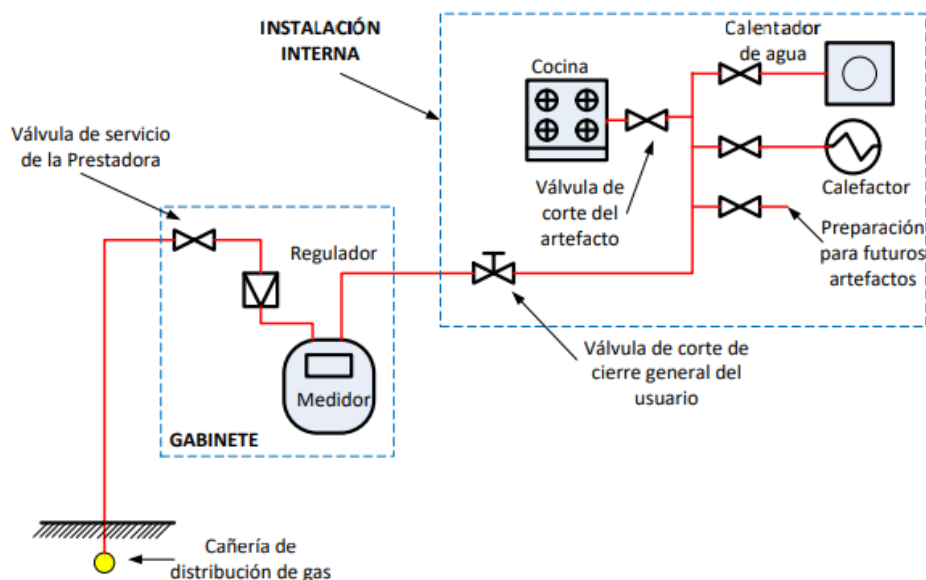 INSTALACIÓN
INTERNA
Calentador
de agua
Cocina
Válvula de servicio
de la Prestadora
Válvula de
corte del
artefacto
Calefactor
Preparación
para futuros
artefactos
Regulador
Medidor
GABINETE
Válvula de corte de
cierre general del
usuario
Cañería de
distribución de gas